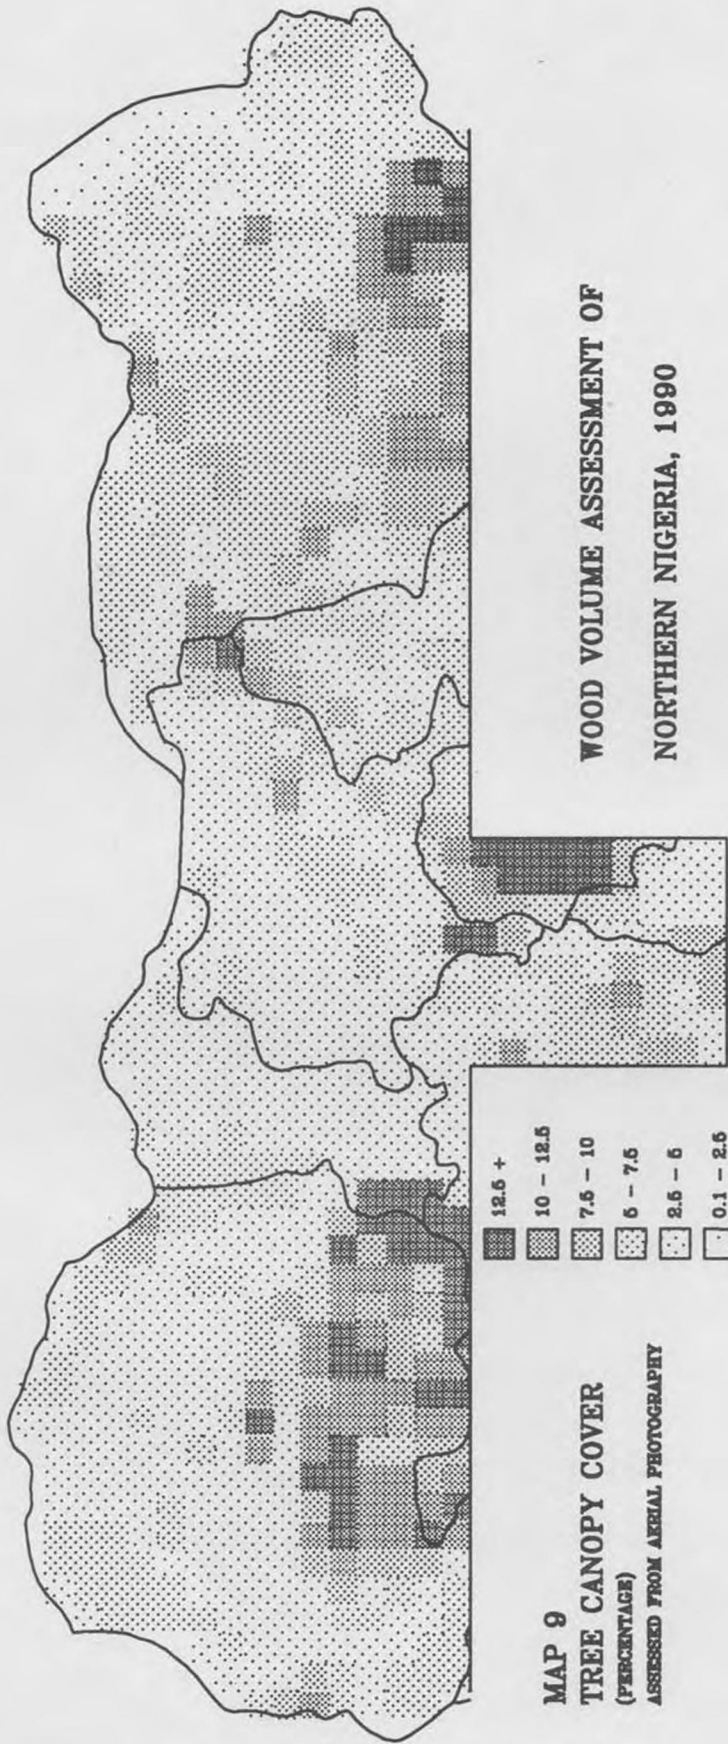 MAP 9
TREE CANOPY COVER
(PERCENTAGE)
ASSESSED FROM AERIAL PHOTOGRAPHY
12.5 +
10 - 12.5
7.5 - 10
5 - 7.5
2.5 - 5
0.1 - 2.5
WOOD VOLUME ASSESSMENT OF
NORTHERN NIGERIA, 1990